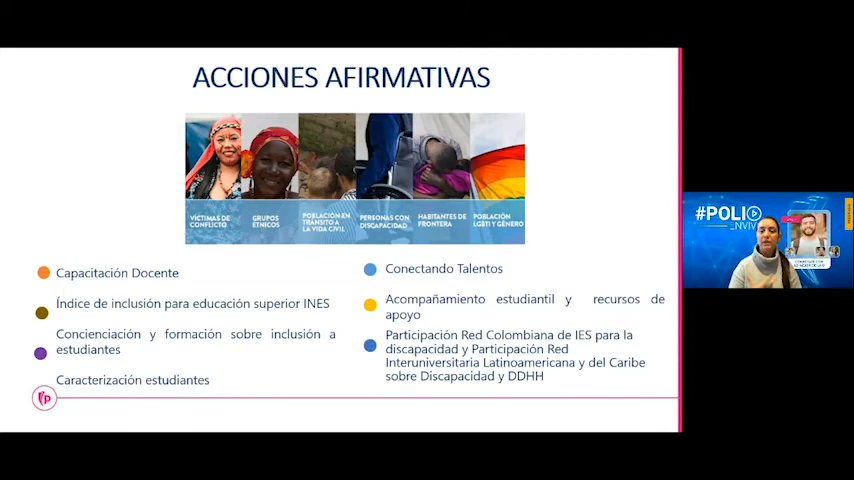 ACCIONES AFIRMATIVAS
VÍCTIMAS DE
CONFLICTO
GRUPOS
ÉTNICOS
POBLACIÓN EN
TRÁNSITO A
LA VIDA CIVIL
PERSONAS CON
DISCAPACIDAD
HABITANTES DE
FRONTERA
POBLACIÓN
LGBTI Y GÉNERO
Capacitación Docente
Índice de inclusión para educación superior INES
Concienciación y formación sobre inclusión a
estudiantes
Caracterización estudiantes
Conectando Talentos
Acompañamiento estudiantil y recursos de
apoyo
Participación Red Colombiana de IES para la
discapacidad y Participación Red
Interuniversitaria Latinoamericana y del Caribe
sobre Discapacidad y DDHH
p
#POLI
_NVIV